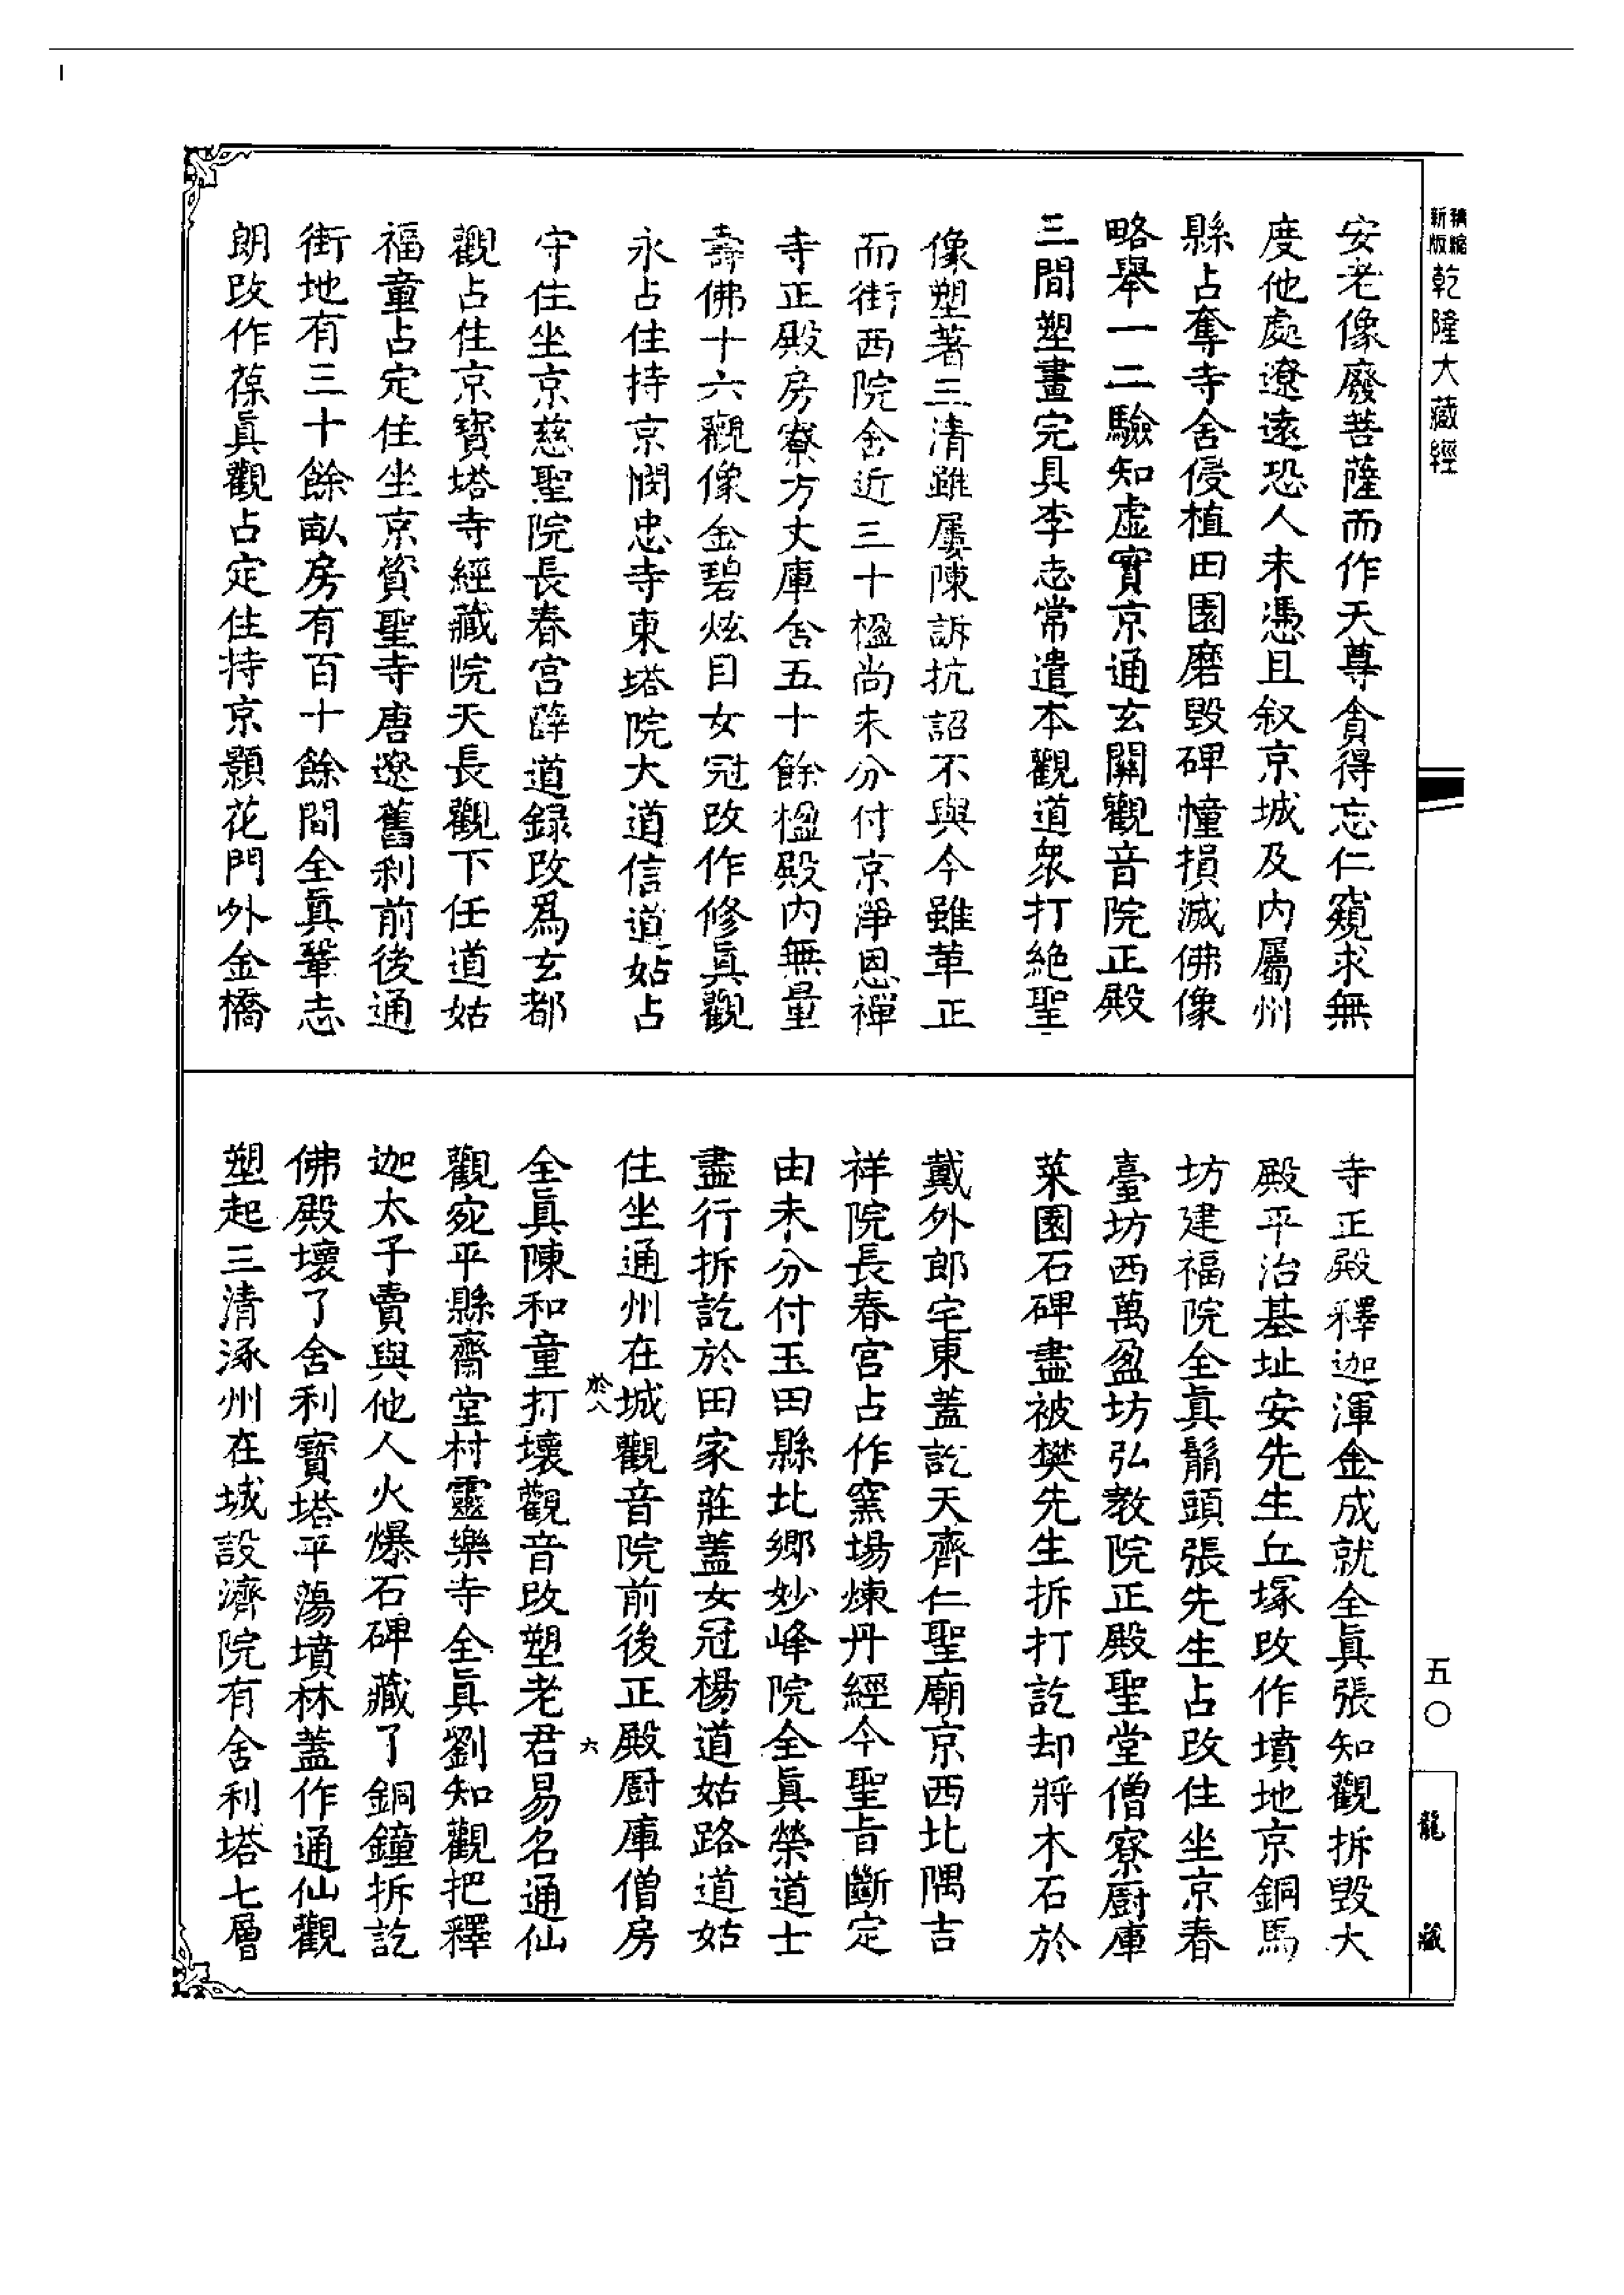 精縮新版 乾隆大藏經
安老像廢菩薩而作天尊貪得忘仁窺求無
度他處遼遠恐人未憑且叙京城及內屬州
縣占奪寺舍侵植田園磨毀碑幢損滅佛像
略舉一二驗知虛實京通玄關觀音院正殿
三間塑畫完具李志常遣本觀道衆打絶聖
像塑著三清雖屢陳訴抗詔不與今雖革正
而街西院舍近三十楹尚未分付京淨恩禪
寺正殿房寮方丈庫舍五十餘楹殿內無量
壽佛十六觀像金碧炫目女冠改作修眞觀
永占住持京憫忠寺東塔院大道信道姑占
守住坐京慈聖院長春宮薛道録改爲玄都
觀占住京寶塔寺經藏院天長觀下任道姑
福童占定住坐京資聖寺唐遼舊刹前後通
街地有三十餘畝房有百十餘間全眞鞏志
朗改作葆眞觀占定住持京顥花門外金橋
寺正殿釋迦渾金成就全眞張知觀拆毀大
殿平治基址安先生丘塚改作墳地京銅馬
坊建福院全眞鬅頭張先生占改住坐京春
臺坊西萬盈坊弘教院正殿聖堂僧寮厨庫
菜園石碑盡被樊先生拆打訖却將木石於
戴外郎宅東蓋訖天齊仁聖廟京西北隅吉
祥院長春宮占作窯場煉丹經今聖旨斷定
由未分付玉田縣北鄉妙峰院全眞榮道士
盡行拆訖於田家莊蓋女冠楊道姑路道姑
住坐通州在城觀音院前後正殿厨庫僧房
於八 六
全眞陳和童打壞觀音改塑老君易名通仙
觀宛平縣齋堂村靈樂寺全眞劉知觀把釋
迦太子賣與他人火爆石碑藏了銅鐘拆訖
佛殿壞了舍利寶塔平蕩墳林蓋作通仙觀
塑起三清涿州在城設濟院有舍利塔七層
五〇
龍藏